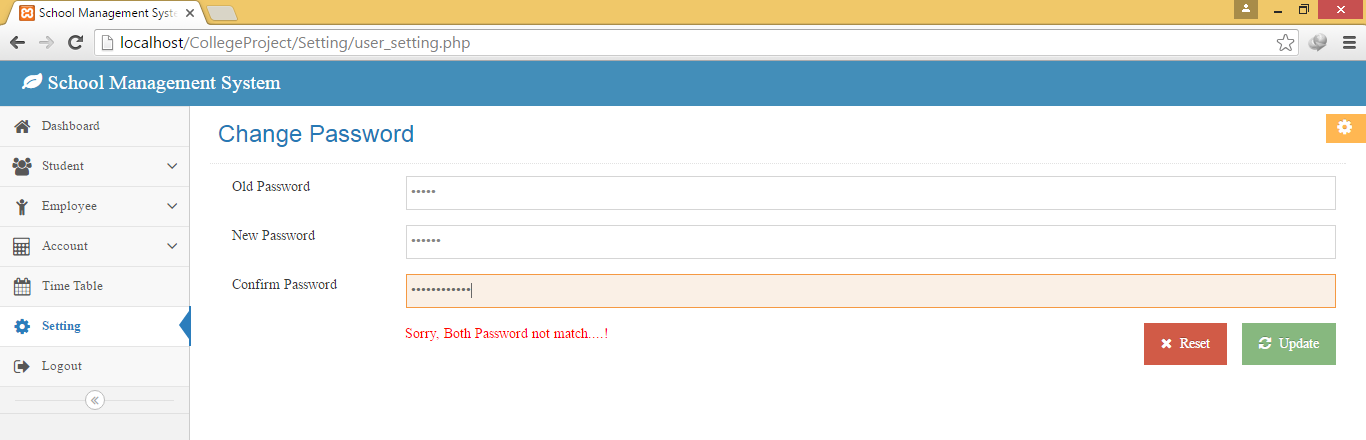 School Management Syste
localhost/CollegeProject/Setting/user_setting.php
School Management System
Dashboard
Student
Employee
Account
Time Table
Setting
Logout
Change Password
Old Password
•••••
New Password
••••••
Confirm Password
••••••••••••
Sorry, Both Password not match....!
Reset
Update